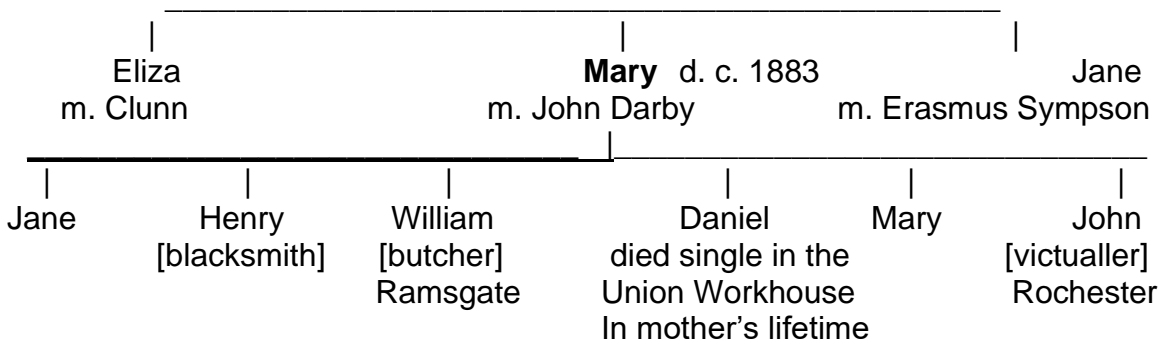 Eliza Mary d. c. 1883 Jane
m. Clunn m. John Darby m. Erasmus Sympson
Jane Henry William Daniel Mary John
[blacksmith] [butcher] died single in the [victualler]
Ramsgate Union Workhouse Rochester
In mother’s lifetime